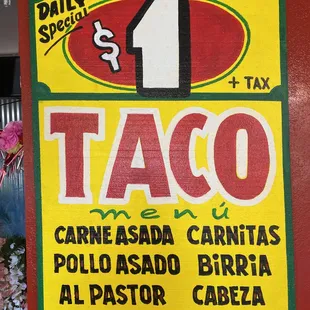 DAILY
Special
$1
+ TAX
TACO
menú
CARNE ASADA CARNITAS
POLLO ASADO BIRRIA
AL PASTOR CABEZA